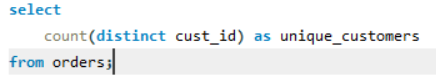 select
    count(distinct cust_id) as unique_customers
from orders;